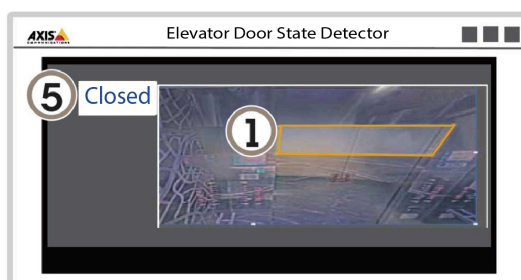 AXIS
COMMUNICATIONS
Elevator Door State Detector
5
Closed
1